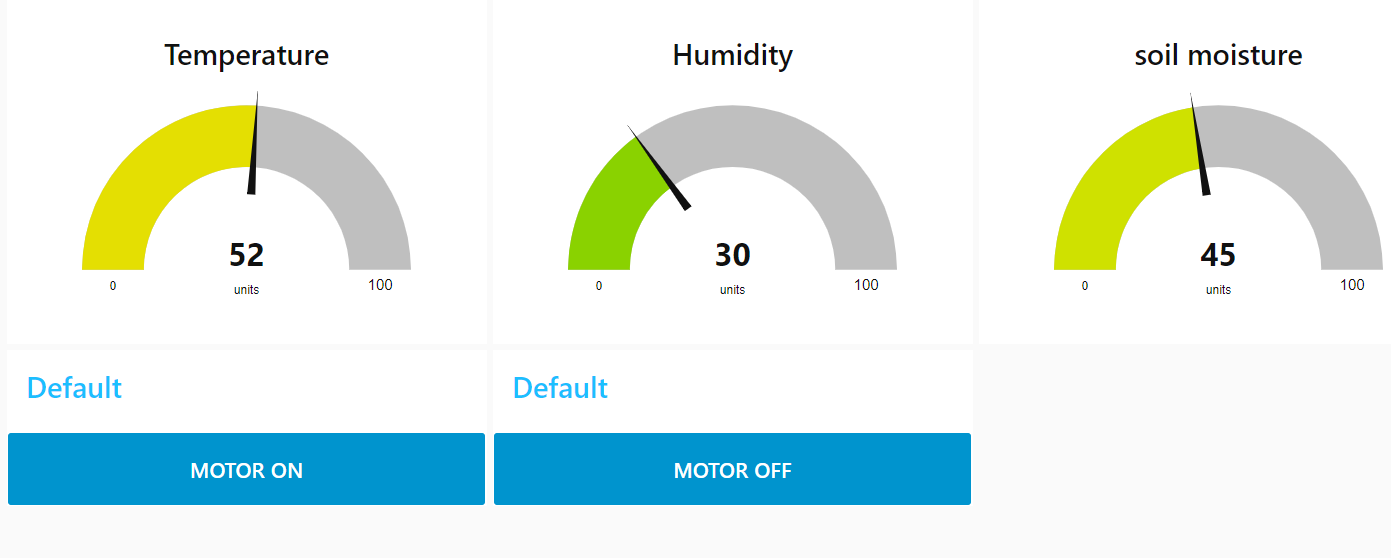 Temperature
52
0
units
100
Humidity
30
0
units
100
soil moisture
45
0
units
100
Default
MOTOR ON
Default
MOTOR OFF